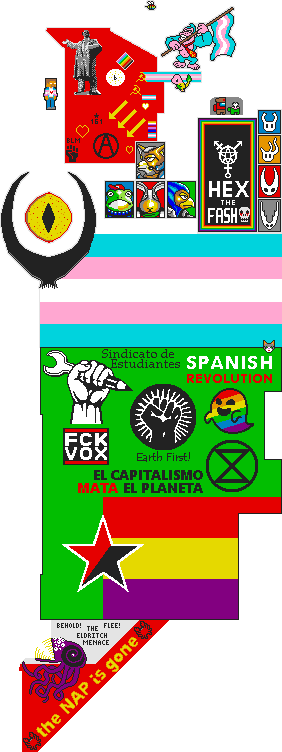 HEX
THE
FASH
Sindicato de
Estudiantes
SPANISH
REVOLUTION
FCK
VOX
Earth First!
EL CAPITALISMO
MATA EL PLANETA
BEHOLD! THE FLEE!
ELDRITCH
MENACE
the NAP is gone